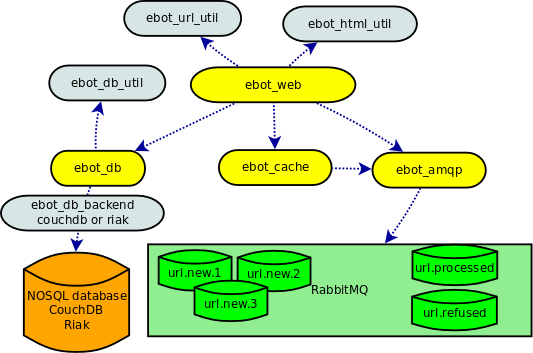 ebot_url_util
ebot_html_util
ebot_db_util
ebot_web
ebot_db
ebot_cache
ebot_amqp
ebot_db_backend
couchdb or riak
NOSQL database
CouchDB
Riak
url.new.1
url.new.2
url.new.3
RabbitMQ
url.processed
url.refused